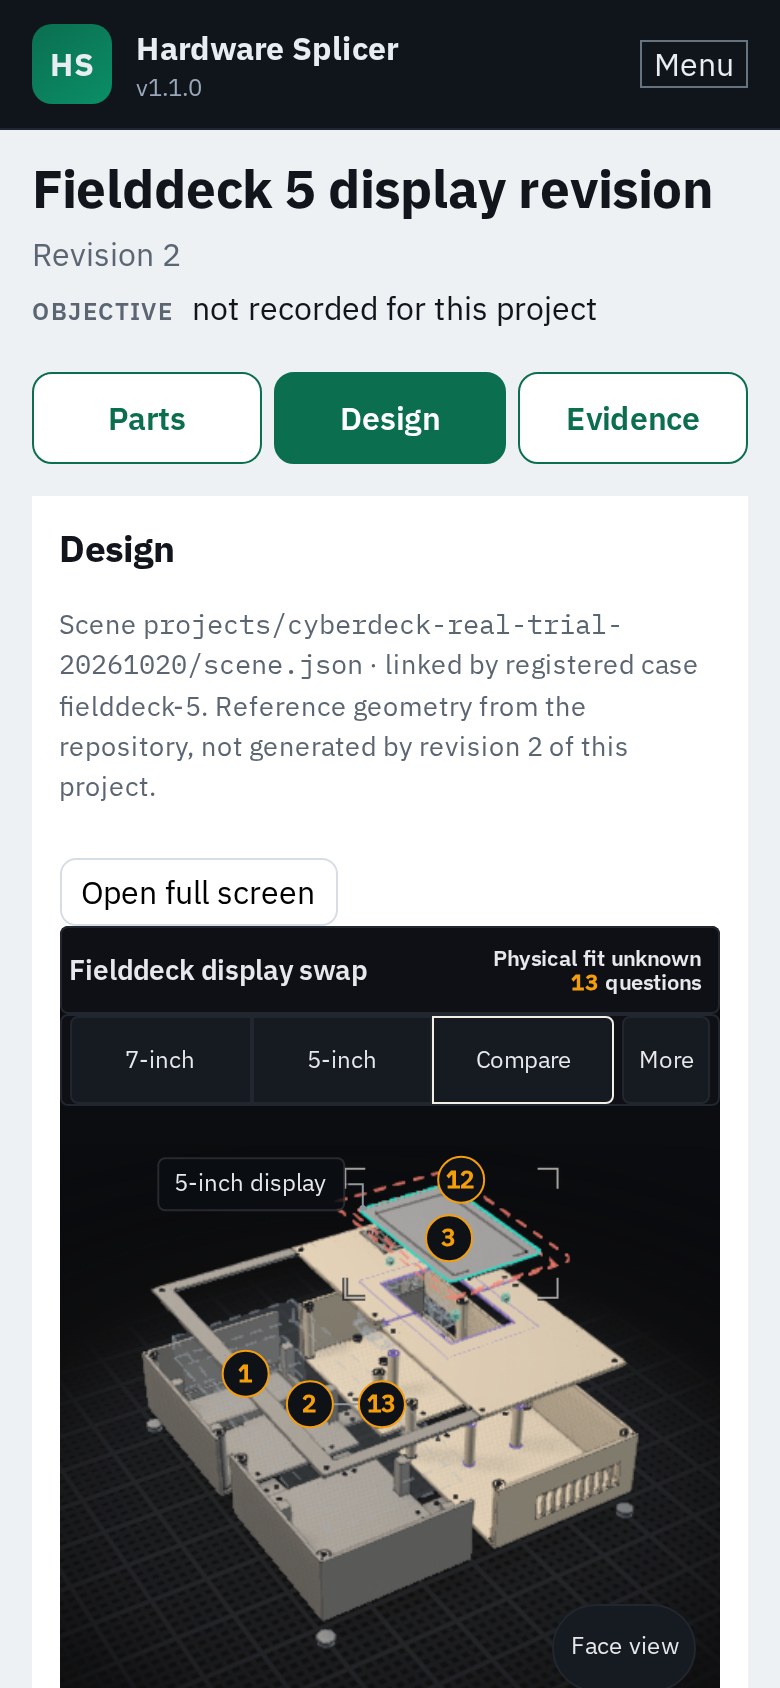 HS
Hardware Splicer
v1.1.0
Menu
Fielddeck 5 display revision
Revision 2
OBJECTIVE not recorded for this project
Parts
Design
Evidence
Design
Scene projects/cyberdeck-real-trial-
20261020/scene.json · linked by registered case
fielddeck-5. Reference geometry from the
repository, not generated by revision 2 of this
project.
Open full screen
Fielddeck display swap
Physical fit unknown
13 questions
7-inch
5-inch
Compare
More
5-inch display
12
3
1
2
13
Face view